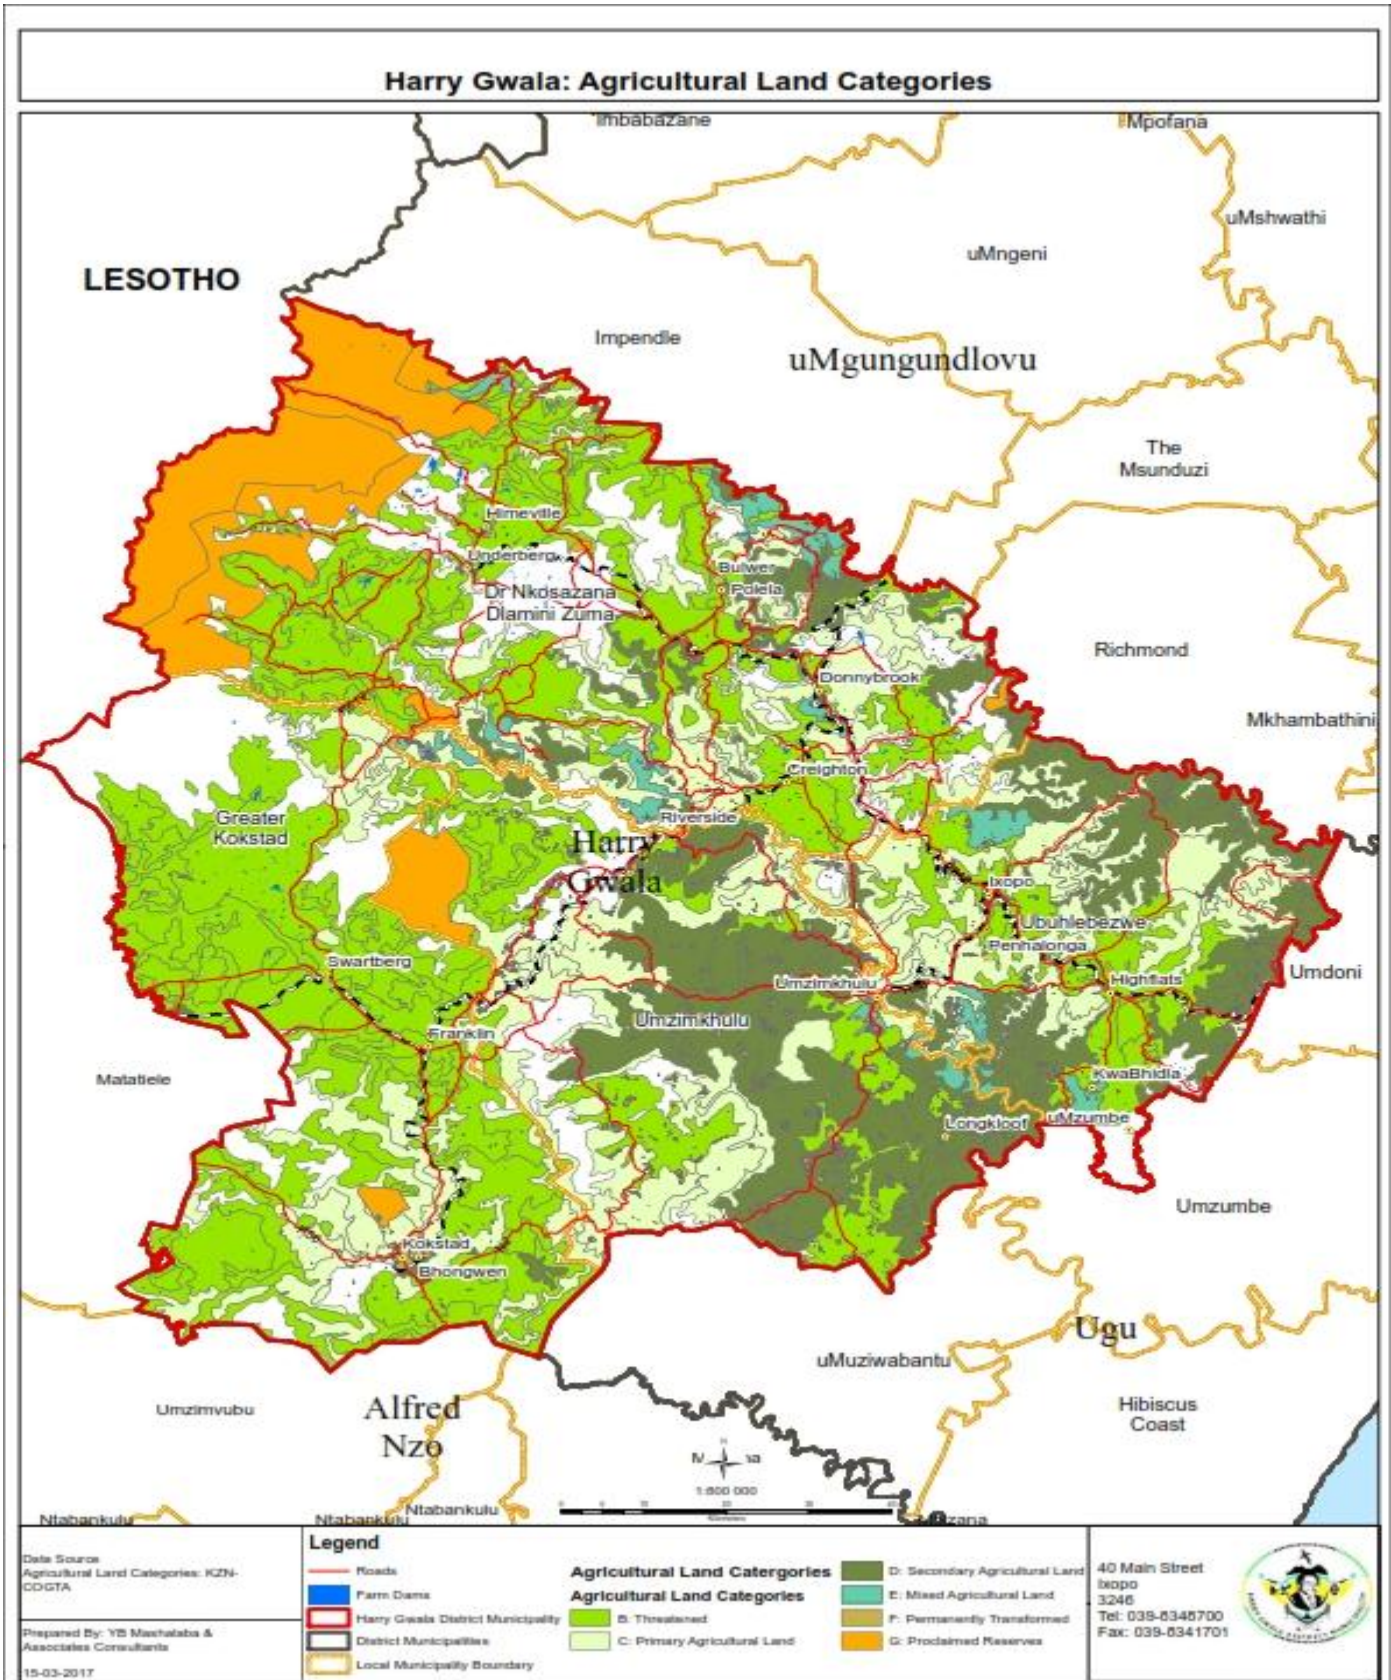 Harry Gwala: Agricultural Land Categories
Imbabazane
Mpofana
uMshwathi
uMngeni
LESOTHO
Impendle
uMgungundlovu
The
Msunduzi
Himeville
Underberg
Bulwer
Polela
Dr Nkosazana
Dlamini Zuma
Richmond
Donnybrook
Mkhambathini
Creighton
Greater
Kokstad
Riverside
Harry
Gwala
Ixopo
Ubuhlebezwe
Penhalonga
Swartberg
Umzimkhulu
Highflats
Umdoni
Umzimkhulu
Franklin
Matatiele
KwaBhidla
uMzumbe
Longkloof
Umzumbe
Kokstad
Bhongwen
Ugu
uMuziwabantu
Umzimvubu
Alfred
Nzo
Hibiscus
Coast
1:600 000
Ntabankulu
Ntabankulu
Ntabankulu
Legend
Roads
Farm Dams
Harry Gwala District Municipality
District Municipalities
Local Municipality Boundary
Agricultural Land Catergories
Agricultural Land Categories
B: Threatened
C: Primary Agricultural Land
D: Secondary Agricultural Land
E: Mixed Agricultural Land
F: Permanently Transformed
G: Proclaimed Reserves
Data Source
Agricultural Land Categories: KZN-
COGTA
Prepared By: YB Mashalaba &
Associates Consultants
15-03-2017
40 Main Street
Ixopo
3246
Tel: 039-8348700
Fax: 039-8341701